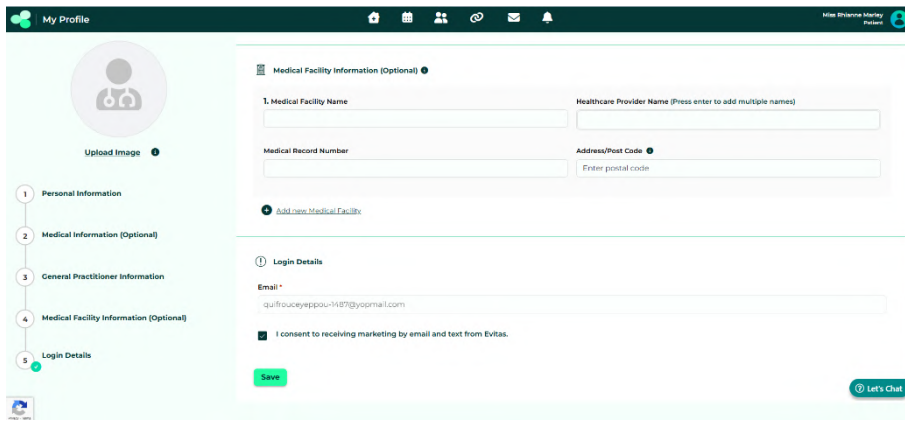 My Profile
Miss Rhianne Marley
Patient
Upload Image
1 Personal Information
2 Medical Information (Optional)
3 General Practitioner Information
4 Medical Facility Information (Optional)
5 Login Details
Medical Facility Information (Optional)
1. Medical Facility Name
Healthcare Provider Name (Press enter to add multiple names)
Medical Record Number
Address/Post Code
Enter postal code
Add new Medical Facility
Login Details
Email *
quifrouceyeppou-1487@yopmail.com
I consent to receiving marketing by email and text from Evitas.
Save
Let's Chat